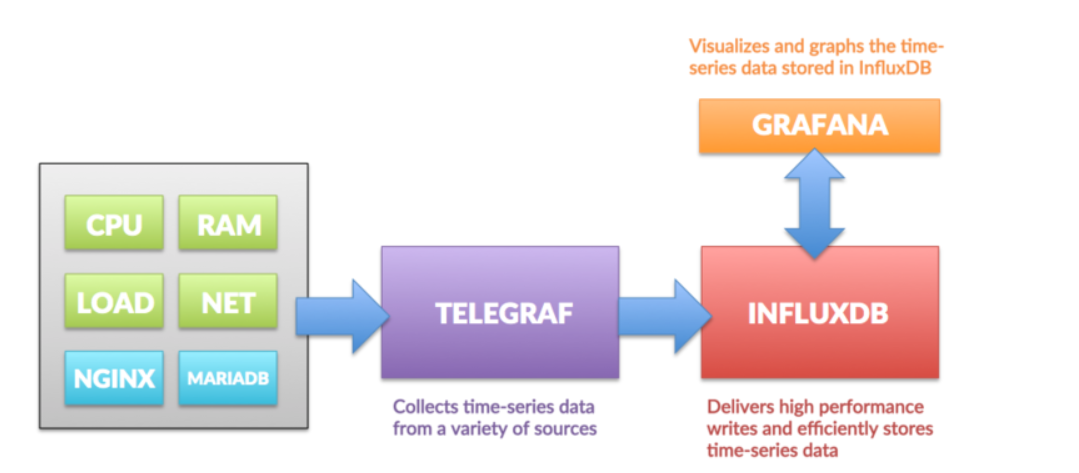 Visualizes and graphs the time-
series data stored in InfluxDB
GRAFANA
CPU
RAM
LOAD
NET
NGINX
MARIADB
TELEGRAF
INFLUXDB
Collects time-series data
from a variety of sources
Delivers high performance
writes and efficiently stores
time-series data